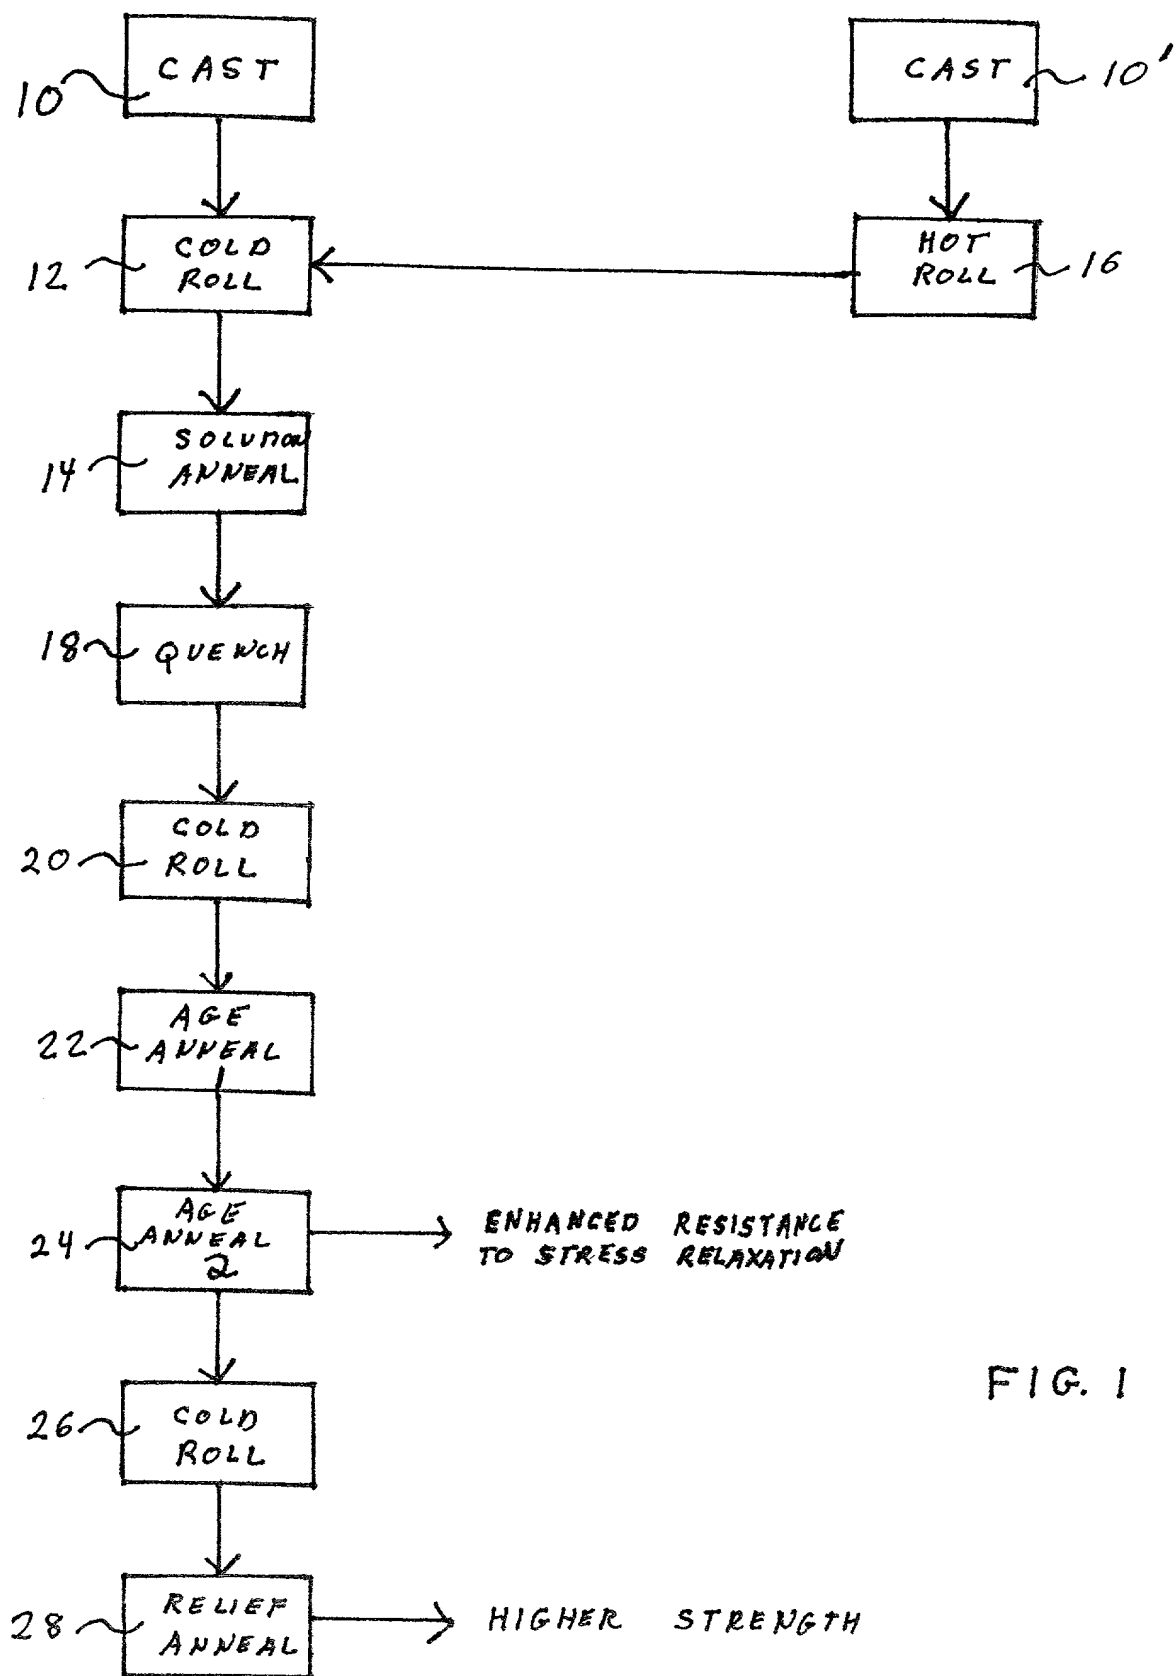 CAST
10
CAST
10'
COLD
ROLL
12
HOT
ROLL
16
SOLUTION
ANNEAL
14
QUENCH
18
COLD
ROLL
20
AGE
ANNEAL
1
22
AGE
ANNEAL
2
24
ENHANCED RESISTANCE
TO STRESS RELAXATION
FIG. 1
COLD
ROLL
26
RELIEF
ANNEAL
28
HIGHER STRENGTH